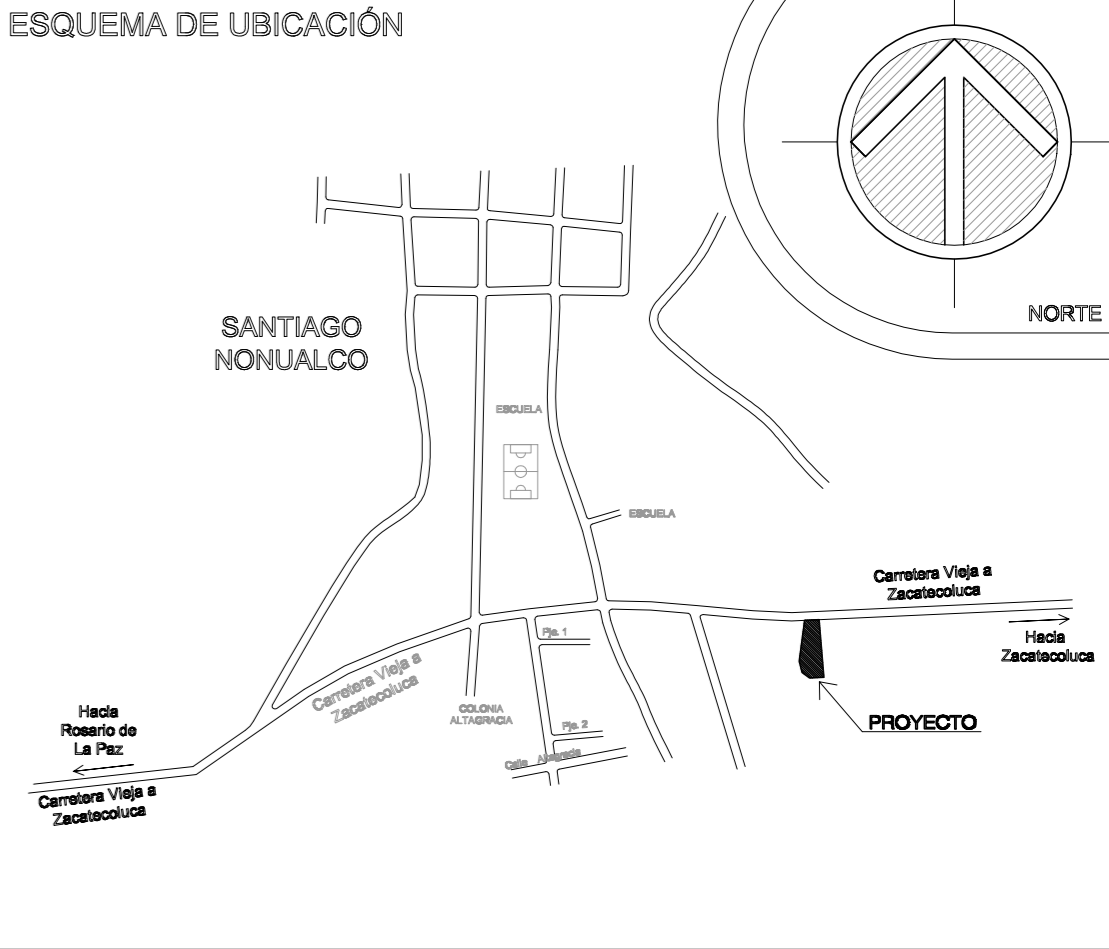 ESQUEMA DE UBICACIÓN
NORTE
SANTIAGO
NONUALCO
ESCUELA
ESCUELA
Carretera Vieja a
Zacatecoluca
Hacia
Zacatecoluca
Pje. 1
Carretera Vieja a
Zacatecoluca
COLONIA
ALTAGRACIA
Hacia
Rosario de
La Paz
PROYECTO
Pje. 2
Calle Altagracia
Carretera Vieja a
Zacatecoluca